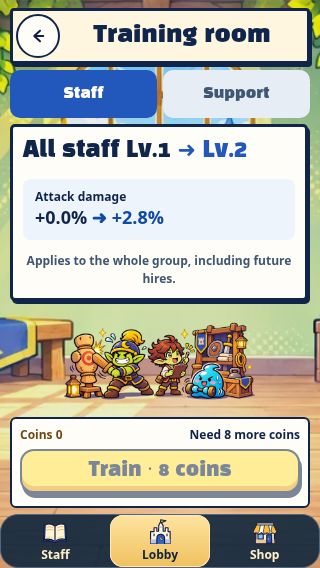 Training room
Staff
Support
All staff Lv.1 → Lv.2
Attack damage
+0.0% ➜ +2.8%
Applies to the whole group, including future
hires.
Coins 0
Need 8 more coins
Train · 8 coins
Staff
Lobby
Shop